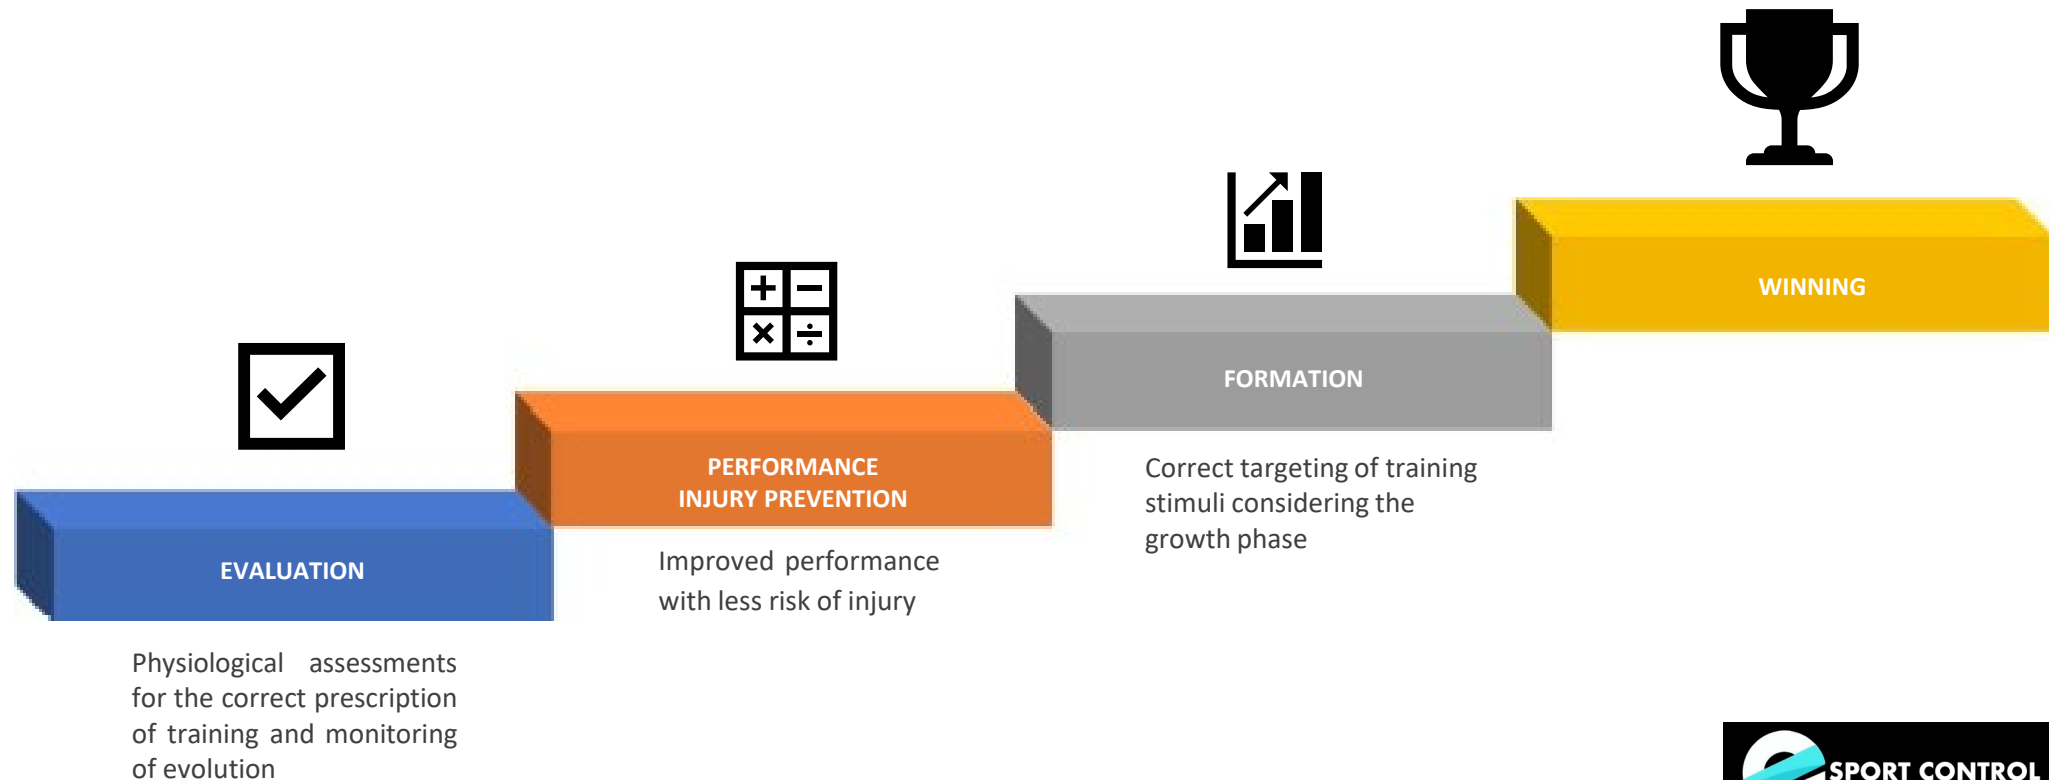 EVALUATION
Physiological assessments
for the correct prescription
of training and monitoring
of evolution
PERFORMANCE
INJURY PREVENTION
Improved performance
with less risk of injury
FORMATION
Correct targeting of training
stimuli considering the
growth phase
WINNING
SPORT CONTROL